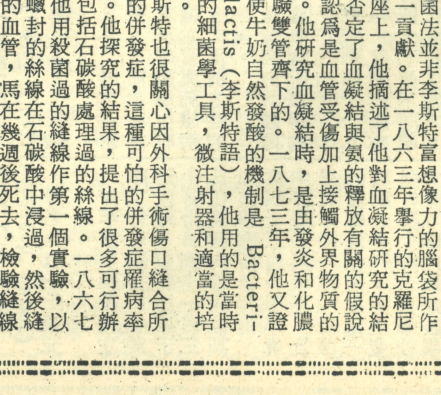 菌法並非李斯特富想像力的腦袋所作
一貢獻。在一八六三年舉行的克羅尼
座上，他摘述了他對血凝結研究的結
否定了血凝結與氨的釋放有關的假說
認爲是血管受傷加上接觸外界物質的
。他研究血凝結時，是由發炎和化膿
驗雙管齊下的。一八七三年，他又證
使牛奶自然發酸的機制是 Bacteri-
lactis（李斯特語），他用的是當時
的細菌學工具，微注射器和適當的培
。
斯特也很關心因外科手術傷口縫合所
的併發症，這種可怕的併發症罹病率
。他探究的結果，提出了很多可行辦
包括石碳酸處理過的絲線。一八六七
他用殺菌過的縫線作第一個實驗，以
蠟封的絲線在石碳酸中浸過，然後縫
的血管，馬在幾週後死去，檢驗縫線